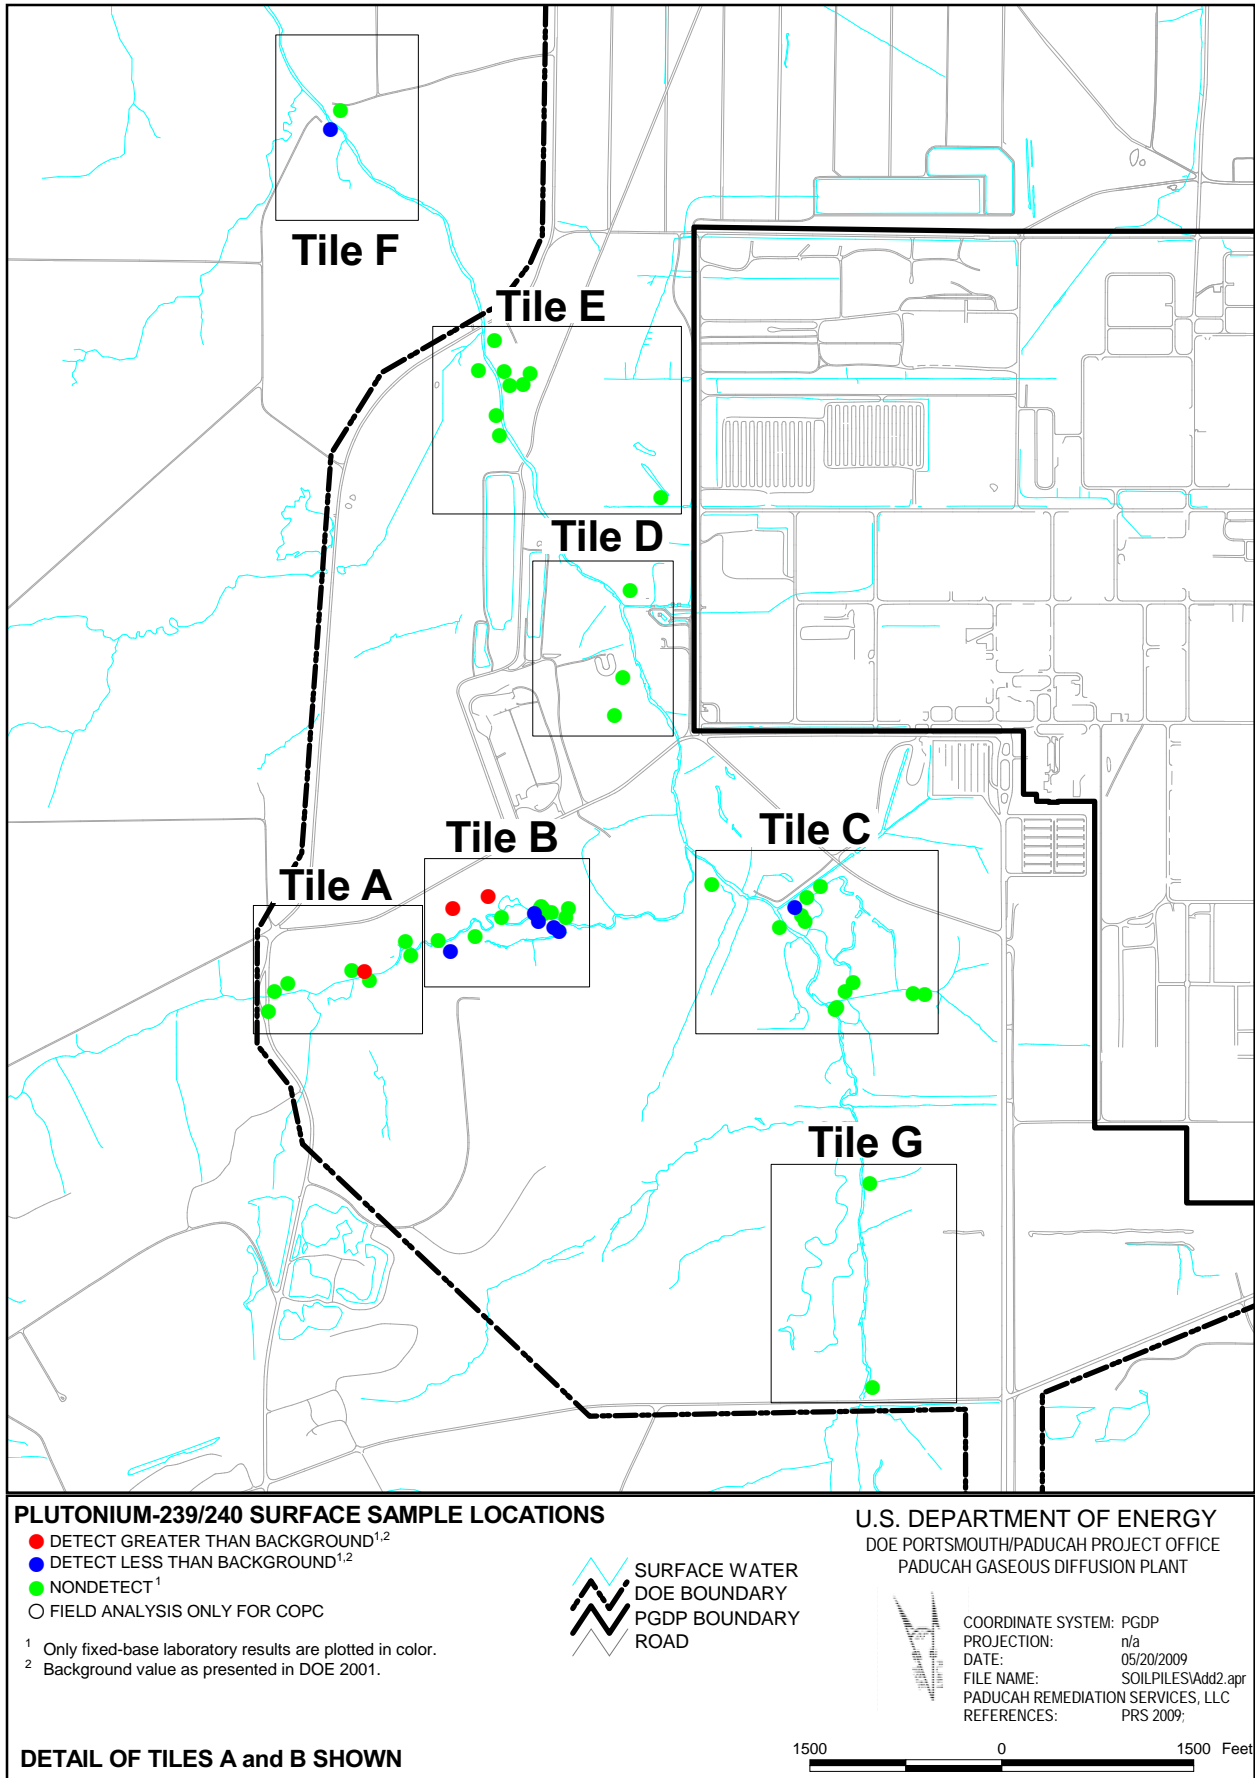 Tile F
Tile E
Tile D
Tile B
Tile C
Tile A
Tile G
PLUTONIUM-239/240 SURFACE SAMPLE LOCATIONS
DETECT GREATER THAN BACKGROUND1,2
DETECT LESS THAN BACKGROUND1,2
NONDETECT1
FIELD ANALYSIS ONLY FOR COPC
1 Only fixed-base laboratory results are plotted in color.
2 Background value as presented in DOE 2001.
DETAIL OF TILES A and B SHOWN
SURFACE WATER
DOE BOUNDARY
PGDP BOUNDARY
ROAD
U.S. DEPARTMENT OF ENERGY
DOE PORTSMOUTH/PADUCAH PROJECT OFFICE
PADUCAH GASEOUS DIFFUSION PLANT
COORDINATE SYSTEM: PGDP
PROJECTION: n/a
DATE: 05/20/2009
FILE NAME: SOILPILES\Add2.apr
PADUCAH REMEDIATION SERVICES, LLC
REFERENCES: PRS 2009;
1500 0 1500 Feet